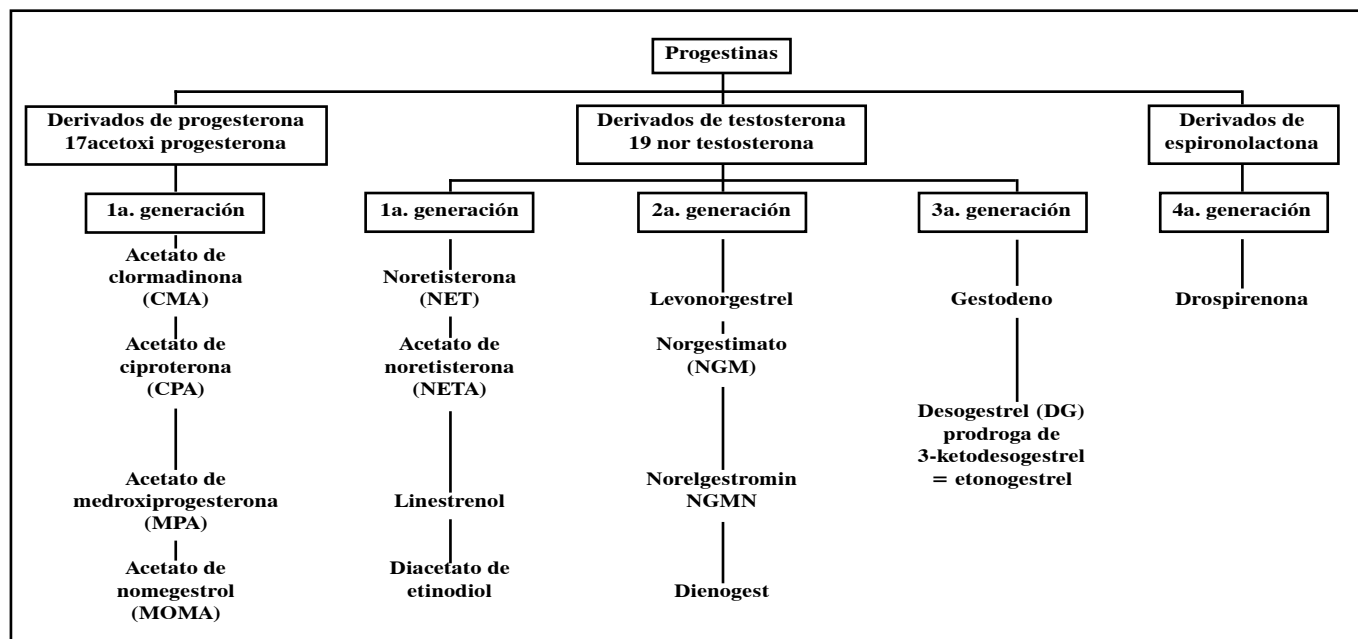 Progestinas
Derivados de progesterona
17acetoxi progesterona
Derivados de testosterona
19 nor testosterona
Derivados de
espironolactona
1a. generación
1a. generación
2a. generación
3a. generación
4a. generación
Acetato de
clormadinona
(CMA)
Acetato de
ciproterona
(CPA)
Acetato de
medroxiprogesterona
(MPA)
Acetato de
nomegestrol
(MOMA)
Noretisterona
(NET)
Acetato de
noretisterona
(NETA)
Linestrenol
Diacetato de
etinodiol
Levonorgestrel
Norgestimato
(NGM)
Norelgestromin
NGMN
Dienogest
Gestodeno
Desogestrel (DG)
prodroga de
3-ketodesogestrel
= etonogestrel
Drospirenona